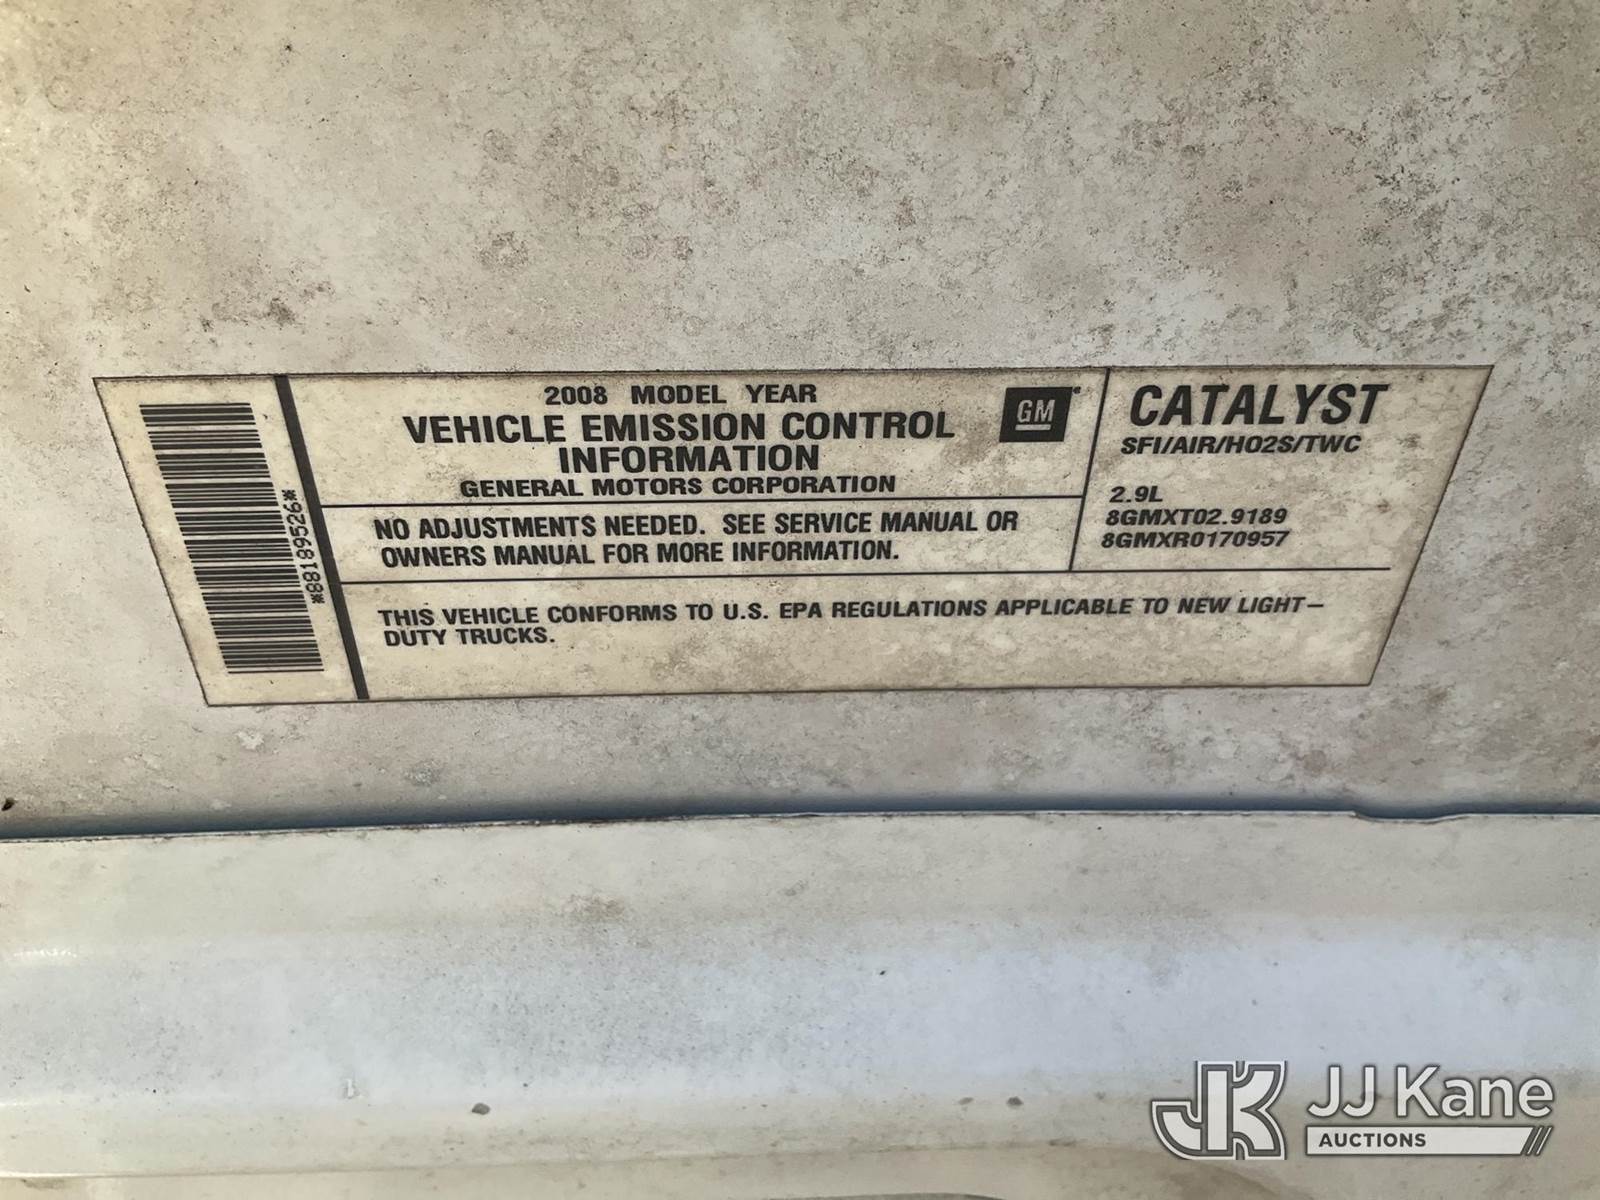 2008 MODEL YEAR
VEHICLE EMISSION CONTROL
INFORMATION
GENERAL MOTORS CORPORATION
GM
CATALYST
SFI/AIR/HO2S/TWC
2.9L
8GMXT02.9189
8GMXR0170957
NO ADJUSTMENTS NEEDED. SEE SERVICE MANUAL OR
OWNERS MANUAL FOR MORE INFORMATION.
THIS VEHICLE CONFORMS TO U.S. EPA REGULATIONS APPLICABLE TO NEW LIGHT–
DUTY TRUCKS.
*88189526*
JK JJ Kane
AUCTIONS